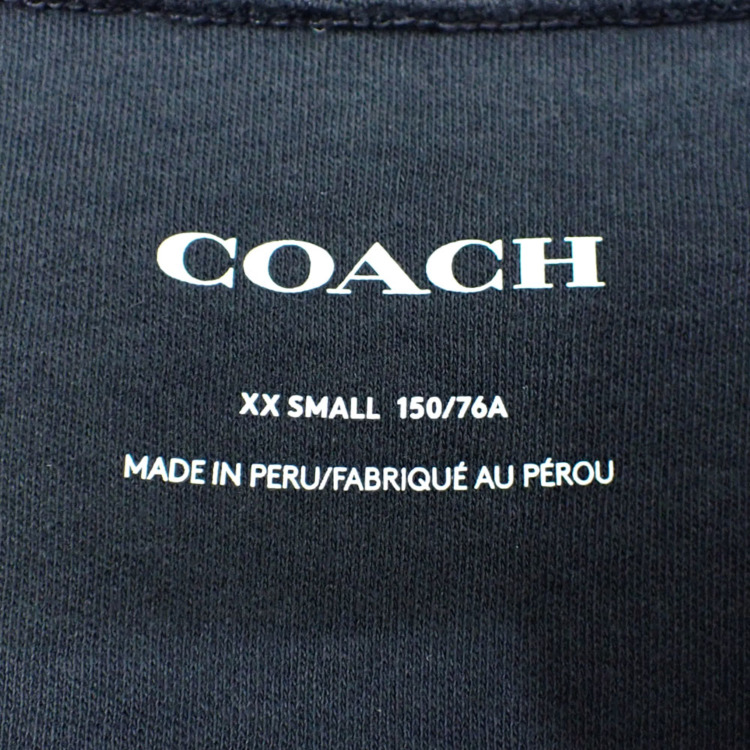 COACH
XX SMALL 150/76A
MADE IN PERU/FABRIQUÉ AU PÉROU